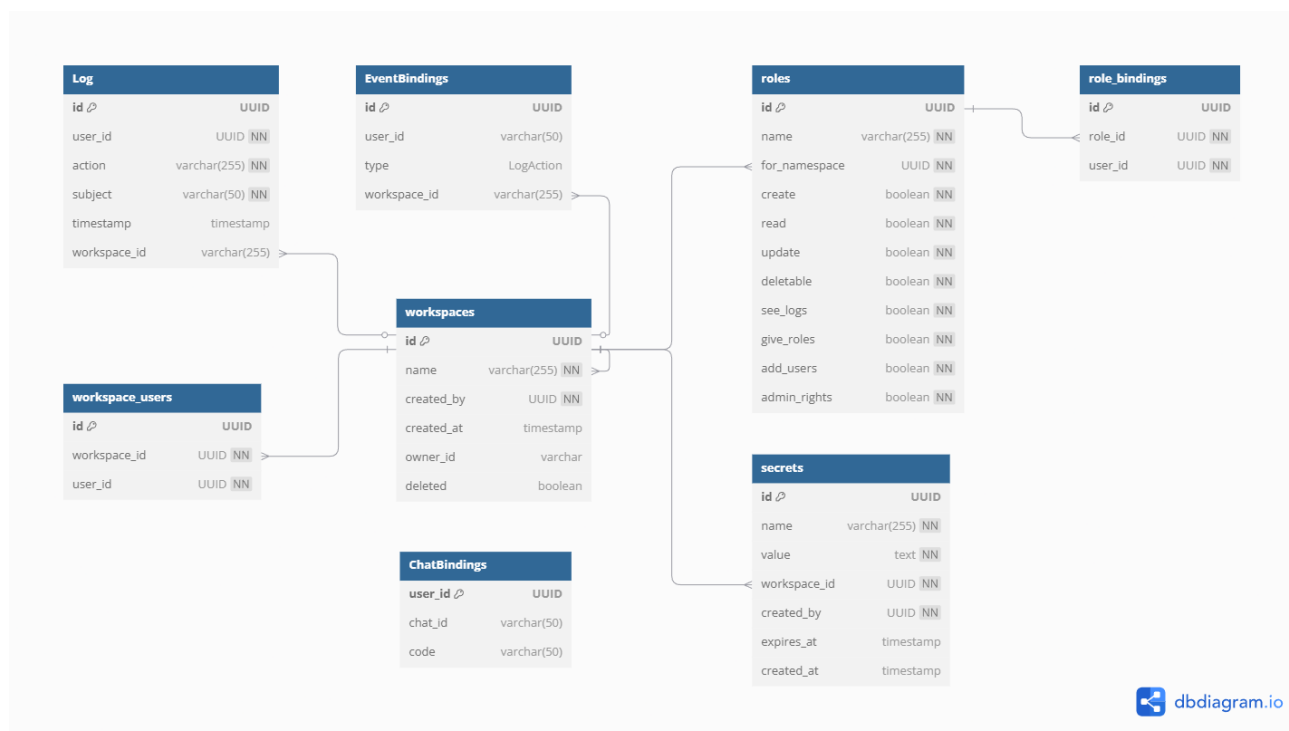 Log
id UUID
user_id UUID NN
action varchar(255) NN
subject varchar(50) NN
timestamp timestamp
workspace_id varchar(255)
EventBindings
id UUID
user_id varchar(50)
type LogAction
workspace_id varchar(255)
roles
id UUID
name varchar(255) NN
for_namespace UUID NN
create boolean NN
read boolean NN
update boolean NN
deletable boolean NN
see_logs boolean NN
give_roles boolean NN
add_users boolean NN
admin_rights boolean NN
role_bindings
id UUID
role_id UUID NN
user_id UUID NN
workspaces
id UUID
name varchar(255) NN
created_by UUID NN
created_at timestamp
owner_id varchar
deleted boolean
workspace_users
id UUID
workspace_id UUID NN
user_id UUID NN
ChatBindings
user_id UUID
chat_id varchar(50)
code varchar(50)
secrets
id UUID
name varchar(255) NN
value text NN
workspace_id UUID NN
created_by UUID NN
expires_at timestamp
created_at timestamp
dbdiagram.io